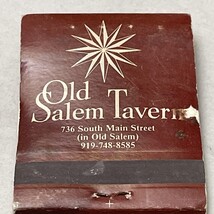 Old
Salem Tavern
736 South Main Street
(in Old Salem)
919-748-8585